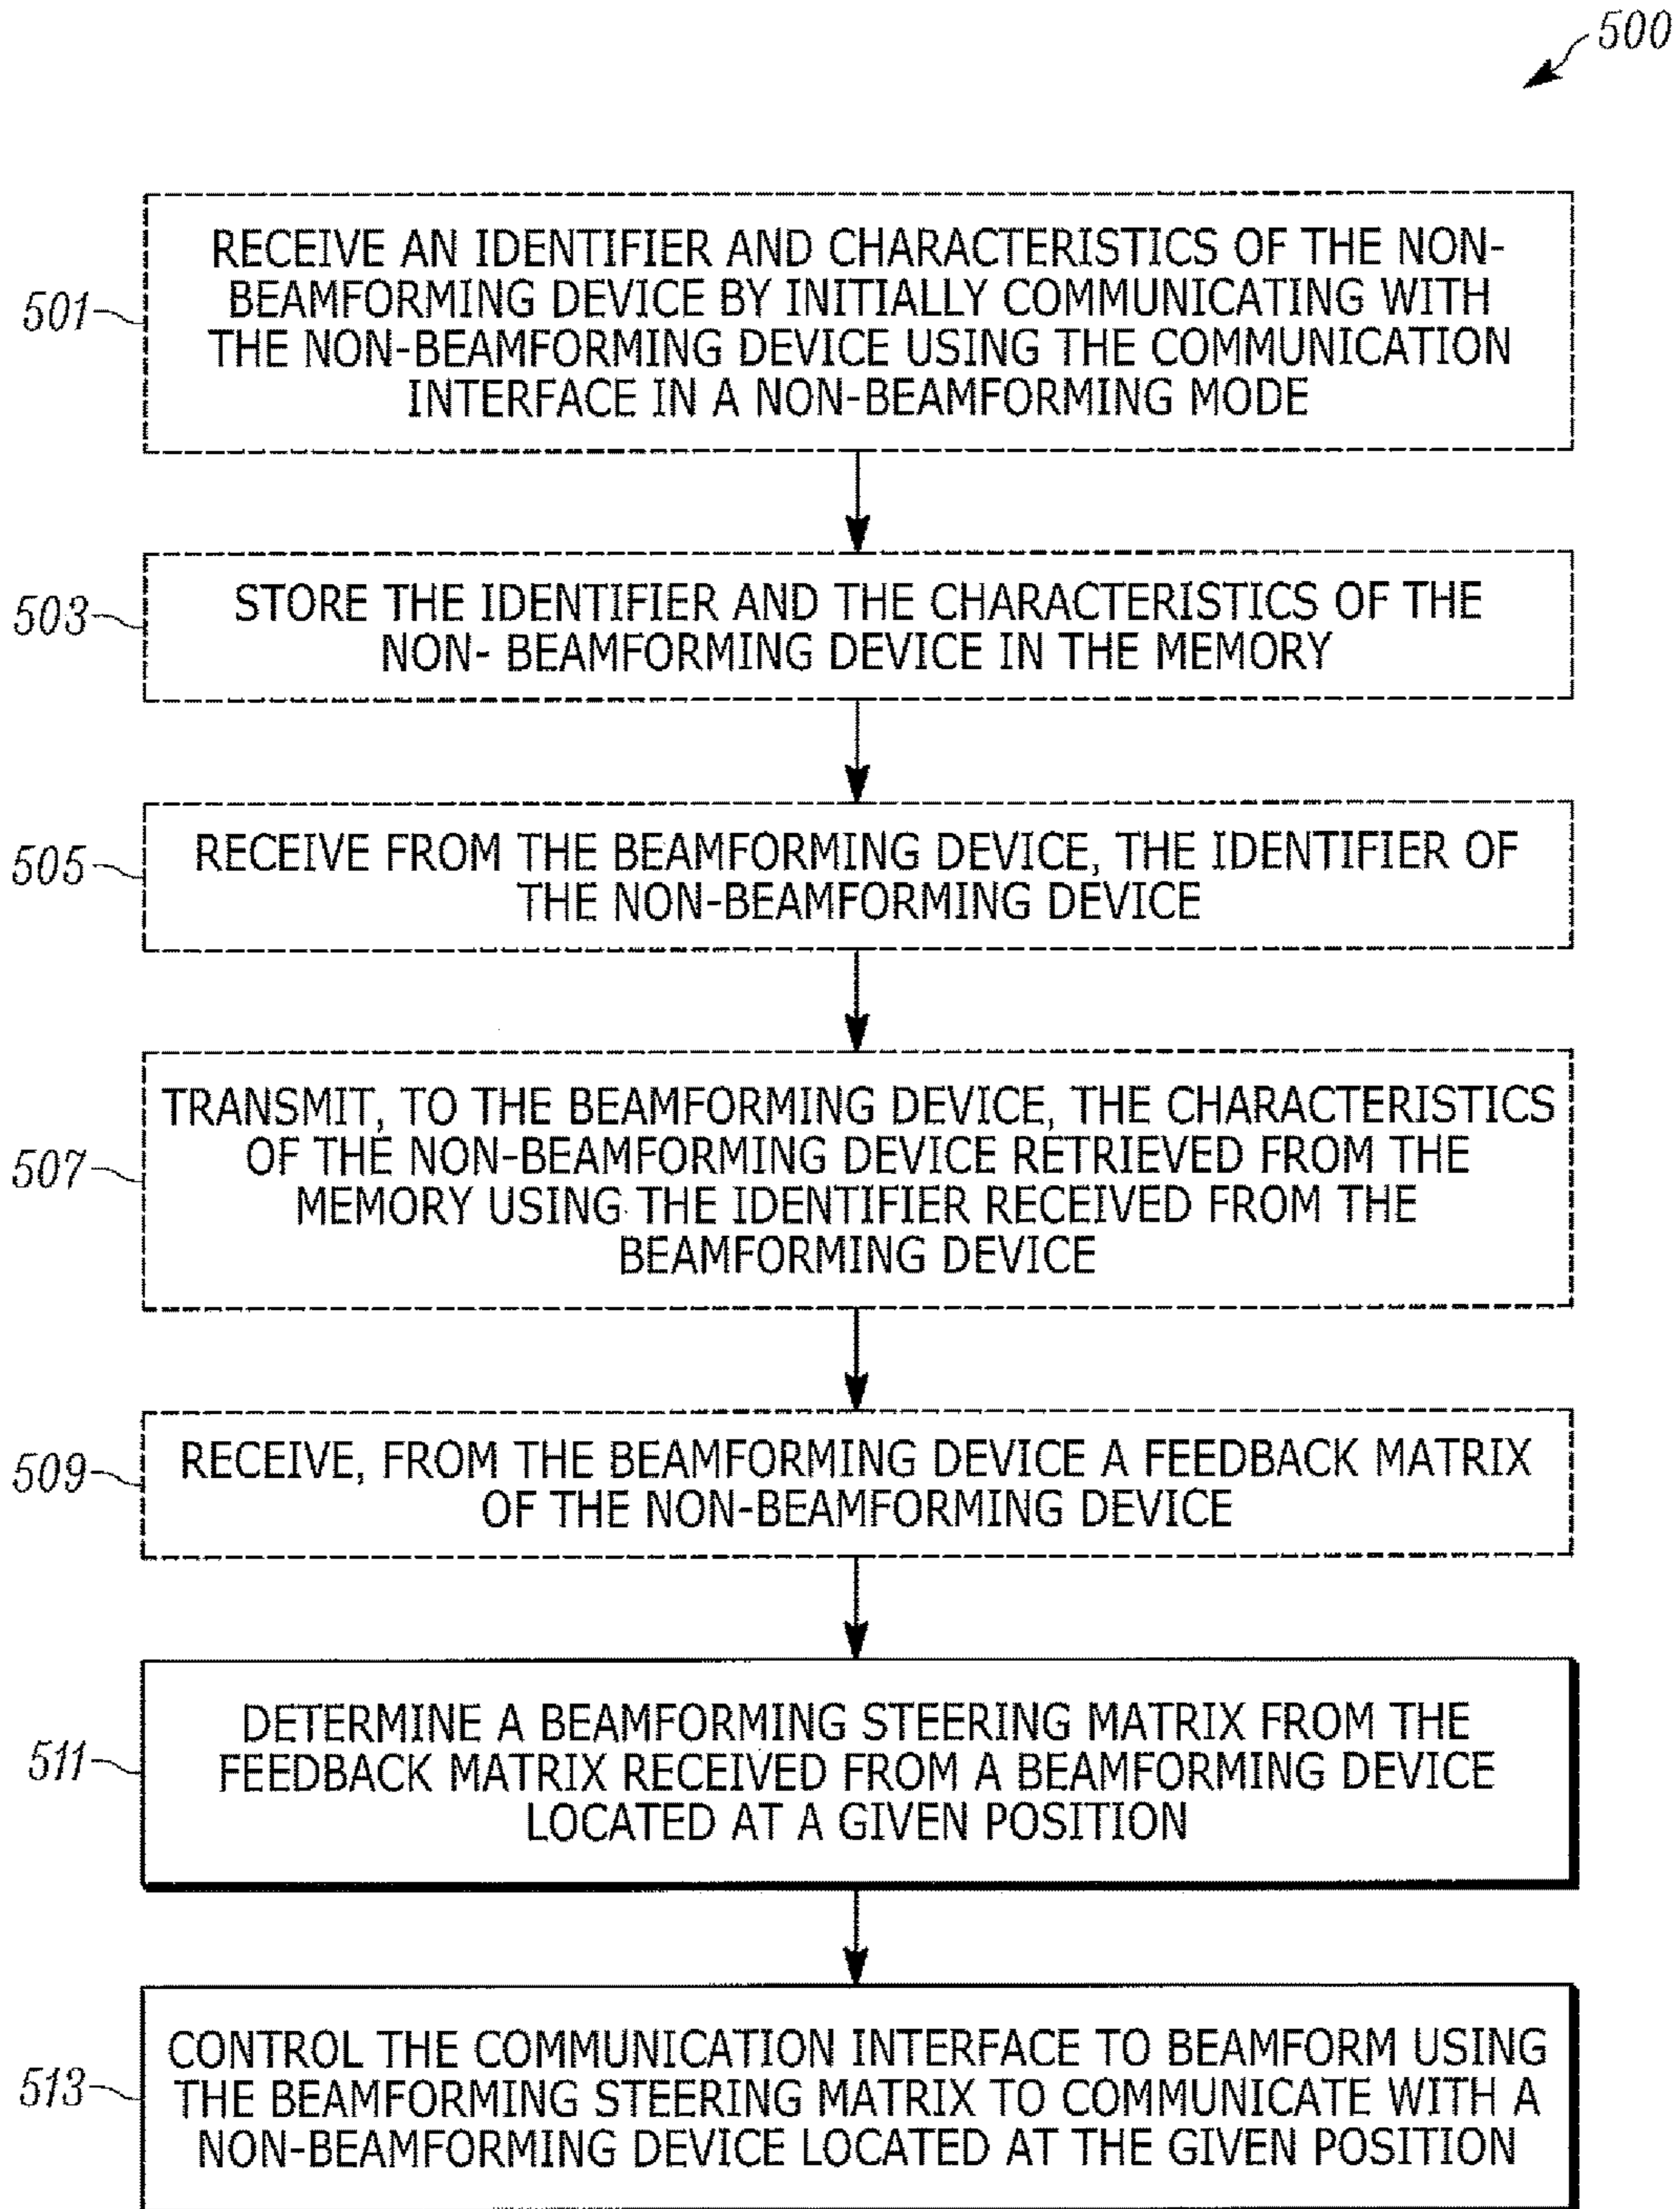 500
501
RECEIVE AN IDENTIFIER AND CHARACTERISTICS OF THE NON-
BEAMFORMING DEVICE BY INITIALLY COMMUNICATING WITH
THE NON-BEAMFORMING DEVICE USING THE COMMUNICATION
INTERFACE IN A NON-BEAMFORMING MODE
503
STORE THE IDENTIFIER AND THE CHARACTERISTICS OF THE
NON- BEAMFORMING DEVICE IN THE MEMORY
505
RECEIVE FROM THE BEAMFORMING DEVICE, THE IDENTIFIER OF
THE NON-BEAMFORMING DEVICE
507
TRANSMIT, TO THE BEAMFORMING DEVICE, THE CHARACTERISTICS
OF THE NON-BEAMFORMING DEVICE RETRIEVED FROM THE
MEMORY USING THE IDENTIFIER RECEIVED FROM THE
BEAMFORMING DEVICE
509
RECEIVE, FROM THE BEAMFORMING DEVICE A FEEDBACK MATRIX
OF THE NON-BEAMFORMING DEVICE
511
DETERMINE A BEAMFORMING STEERING MATRIX FROM THE
FEEDBACK MATRIX RECEIVED FROM A BEAMFORMING DEVICE
LOCATED AT A GIVEN POSITION
513
CONTROL THE COMMUNICATION INTERFACE TO BEAMFORM USING
THE BEAMFORMING STEERING MATRIX TO COMMUNICATE WITH A
NON-BEAMFORMING DEVICE LOCATED AT THE GIVEN POSITION